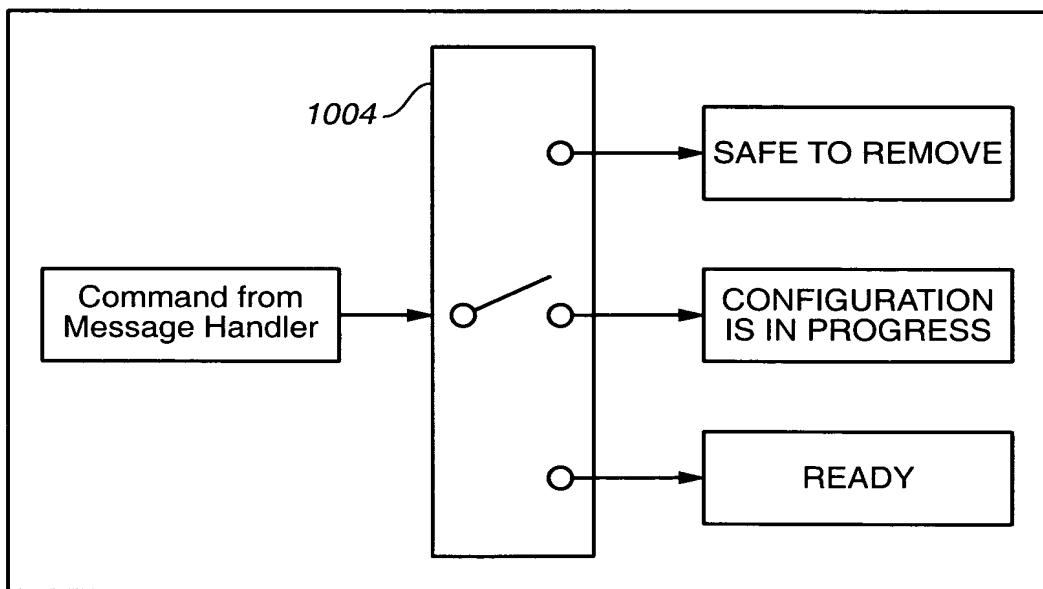 1004
SAFE TO REMOVE
Command from
Message Handler
CONFIGURATION
IS IN PROGRESS
READY